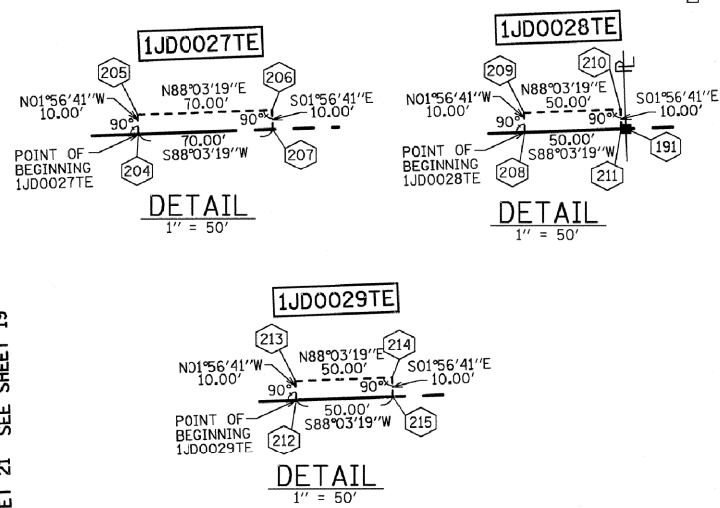 1JD0027TE
205
N88°03'19"E
70.00'
206
N01°56'41"W
10.00'
S01°56'41"E
10.00'
90°
90°
70.00'
S88°03'19"W
POINT OF
BEGINNING
1JD0027TE
204
207
DETAIL
1" = 50'
1JD0028TE
209
N88°03'19"E
50.00'
210
PL
N01°56'41"W
10.00'
S01°56'41"E
10.00'
90°
90°
50.00'
S88°03'19"W
POINT OF
BEGINNING
1JD0028TE
208
211
191
DETAIL
1" = 50'
1JD0029TE
213
N88°03'19"E
50.00'
214
N01°56'41"W
10.00'
S01°56'41"E
10.00'
90°
90°
50.00'
S88°03'19"W
POINT OF
BEGINNING
1JD0029TE
212
215
DETAIL
1" = 50'
ET 21 SEE SHEET 19